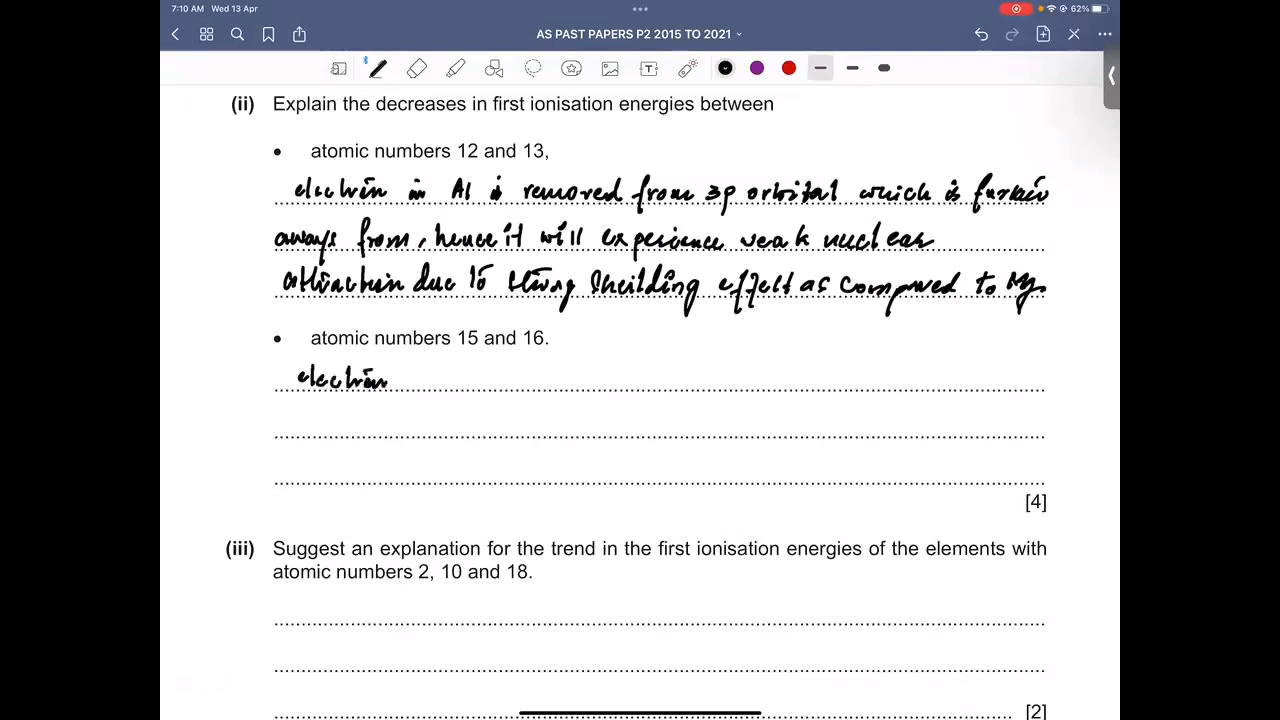 7:10 AM Wed 13 Apr
62%
AS PAST PAPERS P2 2015 TO 2021
(ii) Explain the decreases in first ionisation energies between
• atomic numbers 12 and 13,
electron in Al is removed from 3p orbital which is further
aways from, hence it will experience weak nuclear
attraction due to strong sheilding effect as compared to Mg.
• atomic numbers 15 and 16.
electron
[4]
(iii) Suggest an explanation for the trend in the first ionisation energies of the elements with
atomic numbers 2, 10 and 18.
[2]